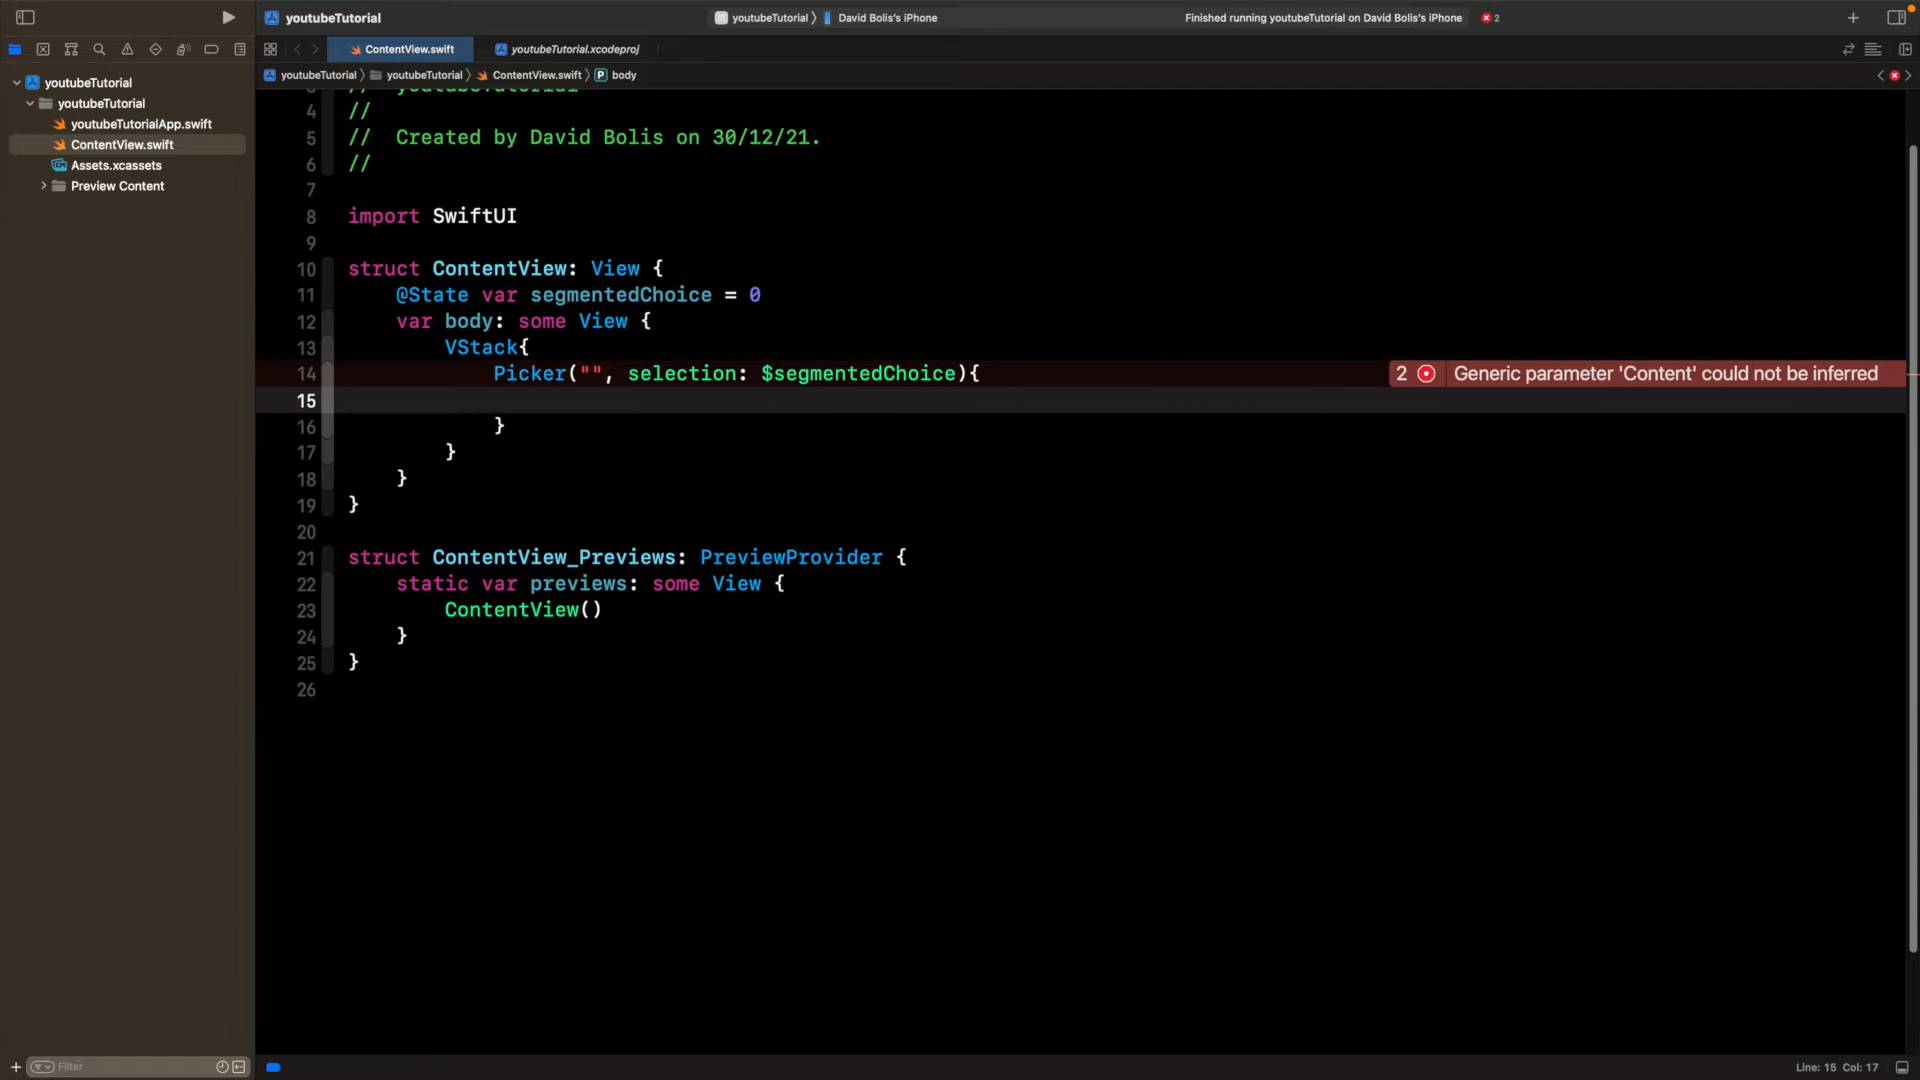 youtubeTutorial
youtubeTutorial 〉 David Bolis's iPhone
Finished running youtubeTutorial on David Bolis's iPhone
2
ContentView.swift
youtubeTutorial.xcodeproj
youtubeTutorial 〉 youtubeTutorial 〉 ContentView.swift 〉 P body
youtubeTutorial
youtubeTutorial
youtubeTutorialApp.swift
ContentView.swift
Assets.xcassets
Preview Content
3 // youtubeTutorial
4 //
5 // Created by David Bolis on 30/12/21.
6 //
7
8 import SwiftUI
9
10 struct ContentView: View {
11 @State var segmentedChoice = 0
12 var body: some View {
13 VStack{
14 Picker("", selection: $segmentedChoice){
2 Generic parameter 'Content' could not be inferred
15
16 }
17 }
18 }
19 }
20
21 struct ContentView_Previews: PreviewProvider {
22 static var previews: some View {
23 ContentView()
24 }
25 }
26
Filter
Line: 15 Col: 17